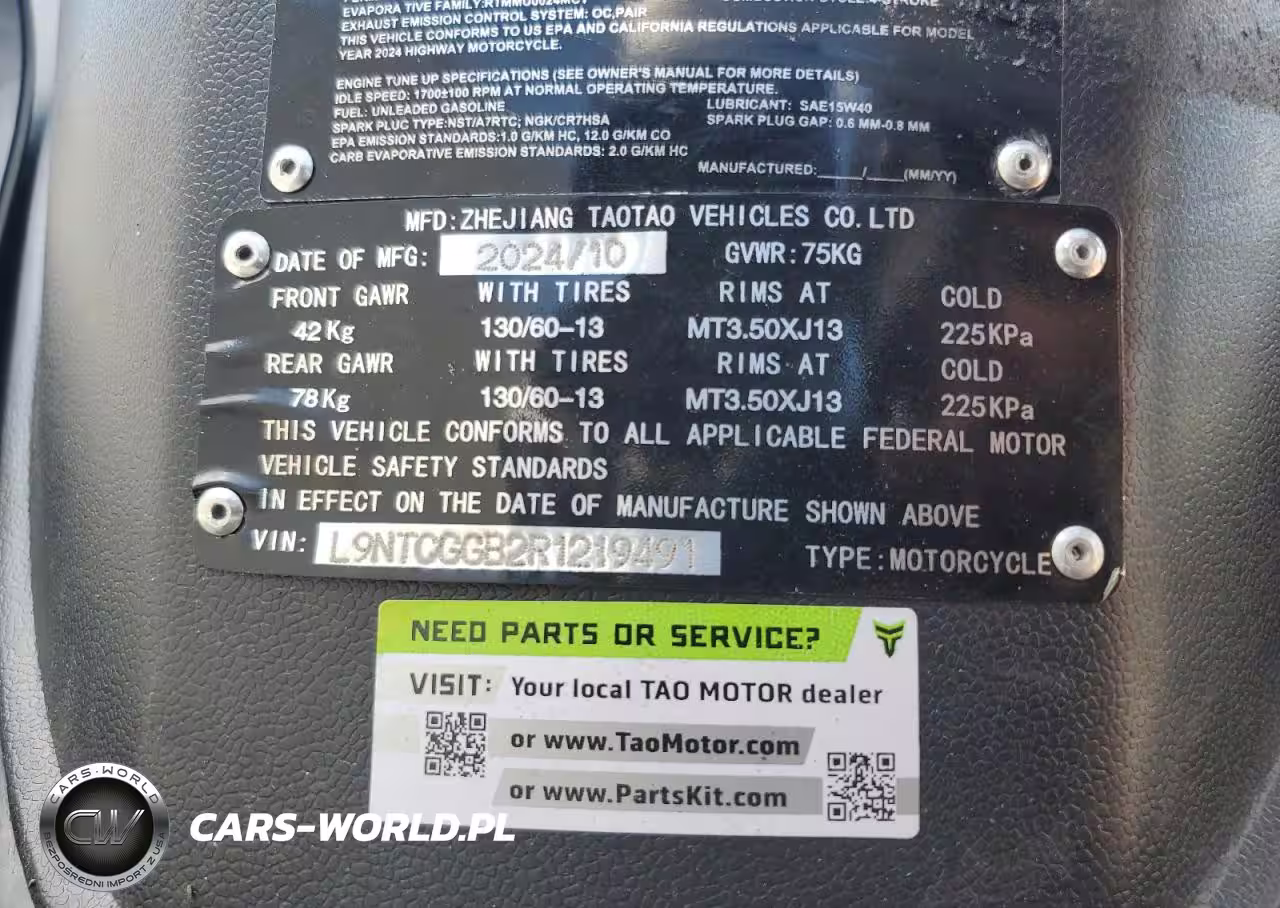 EVAPORATIVE FAMILY:
EXHAUST EMISSION CONTROL SYSTEM: OC,PAIR
THIS VEHICLE CONFORMS TO US EPA AND CALIFORNIA REGULATIONS APPLICABLE FOR MODEL
YEAR 2024 HIGHWAY MOTORCYCLE.
ENGINE TUNE UP SPECIFICATIONS (SEE OWNER'S MANUAL FOR MORE DETAILS)
IDLE SPEED: 1700±100 RPM AT NORMAL OPERATING TEMPERATURE.
FUEL: UNLEADED GASOLINE LUBRICANT: SAE15W40
SPARK PLUG TYPE:NST/A7RTC; NGK/CR7HSA SPARK PLUG GAP: 0.6 MM-0.8 MM
EPA EMISSION STANDARDS:1.0 G/KM HC, 12.0 G/KM CO
CARB EVAPORATIVE EMISSION STANDARDS: 2.0 G/KM HC
MANUFACTURED:____/____(MM/YY)
MFD:ZHEJIANG TAOTAO VEHICLES CO.LTD
DATE OF MFG: 2024/10 GVWR:75KG
FRONT GAWR WITH TIRES RIMS AT COLD
42Kg 130/60-13 MT3.50XJ13 225KPa
REAR GAWR WITH TIRES RIMS AT COLD
78Kg 130/60-13 MT3.50XJ13 225KPa
THIS VEHICLE CONFORMS TO ALL APPLICABLE FEDERAL MOTOR
VEHICLE SAFETY STANDARDS
IN EFFECT ON THE DATE OF MANUFACTURE SHOWN ABOVE
VIN: L9NTCGGB2R1219491 TYPE:MOTORCYCLE
NEED PARTS OR SERVICE?
VISIT: Your local TAO MOTOR dealer
or www.TaoMotor.com
or www.PartsKit.com
CARS-WORLD
CW
BEZPOŚREDNI IMPORT Z USA
CARS-WORLD.PL